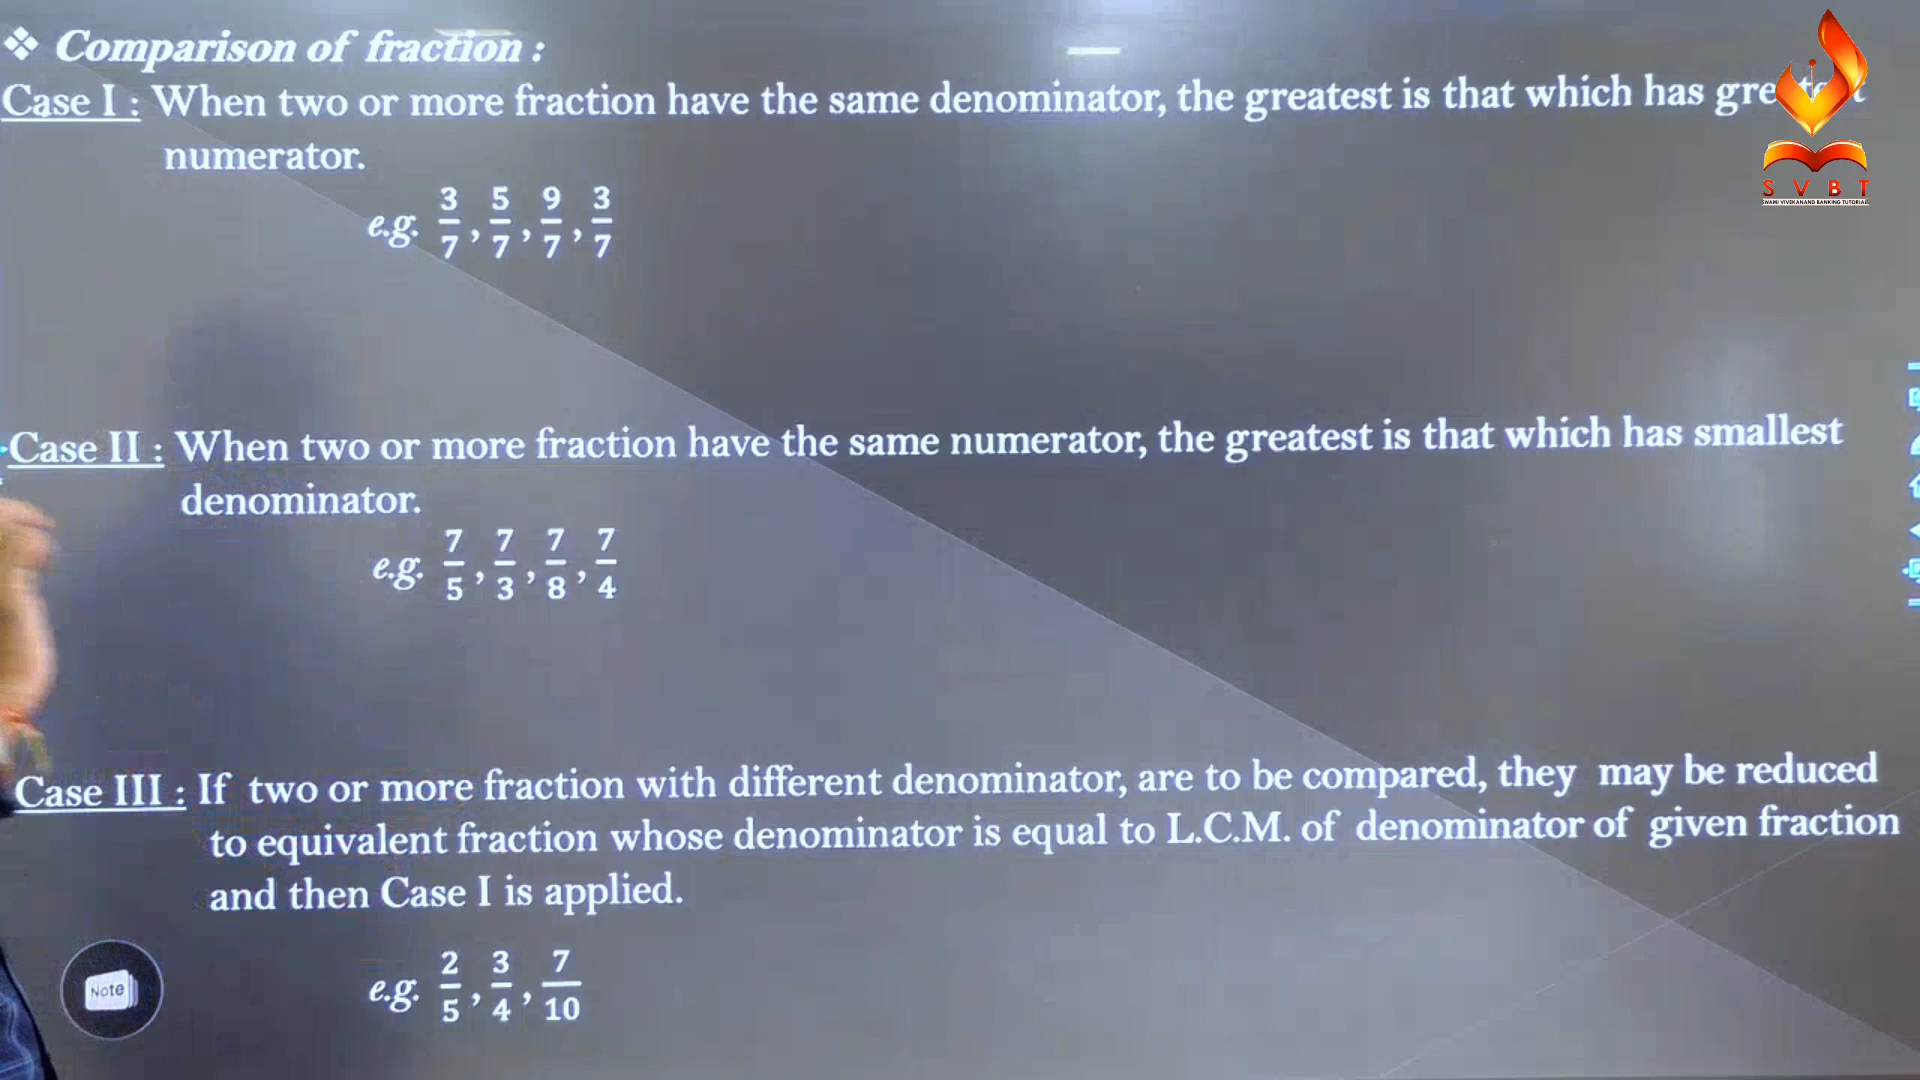 ❖ Comparison of fraction :
Case I : When two or more fraction have the same denominator, the greatest is that which has
numerator.
e.g. 3/7, 5/7, 9/7, 3/7
Case II : When two or more fraction have the same numerator, the greatest is that which has smallest
denominator.
e.g. 7/5, 7/3, 7/8, 7/4
Case III : If two or more fraction with different denominator, are to be compared, they may be reduced
to equivalent fraction whose denominator is equal to L.C.M. of denominator of given fraction
and then Case I is applied.
e.g. 2/5, 3/4, 7/10
Note
S V B T
SWAMI VIVEKANAND BANKING TUTORIAL